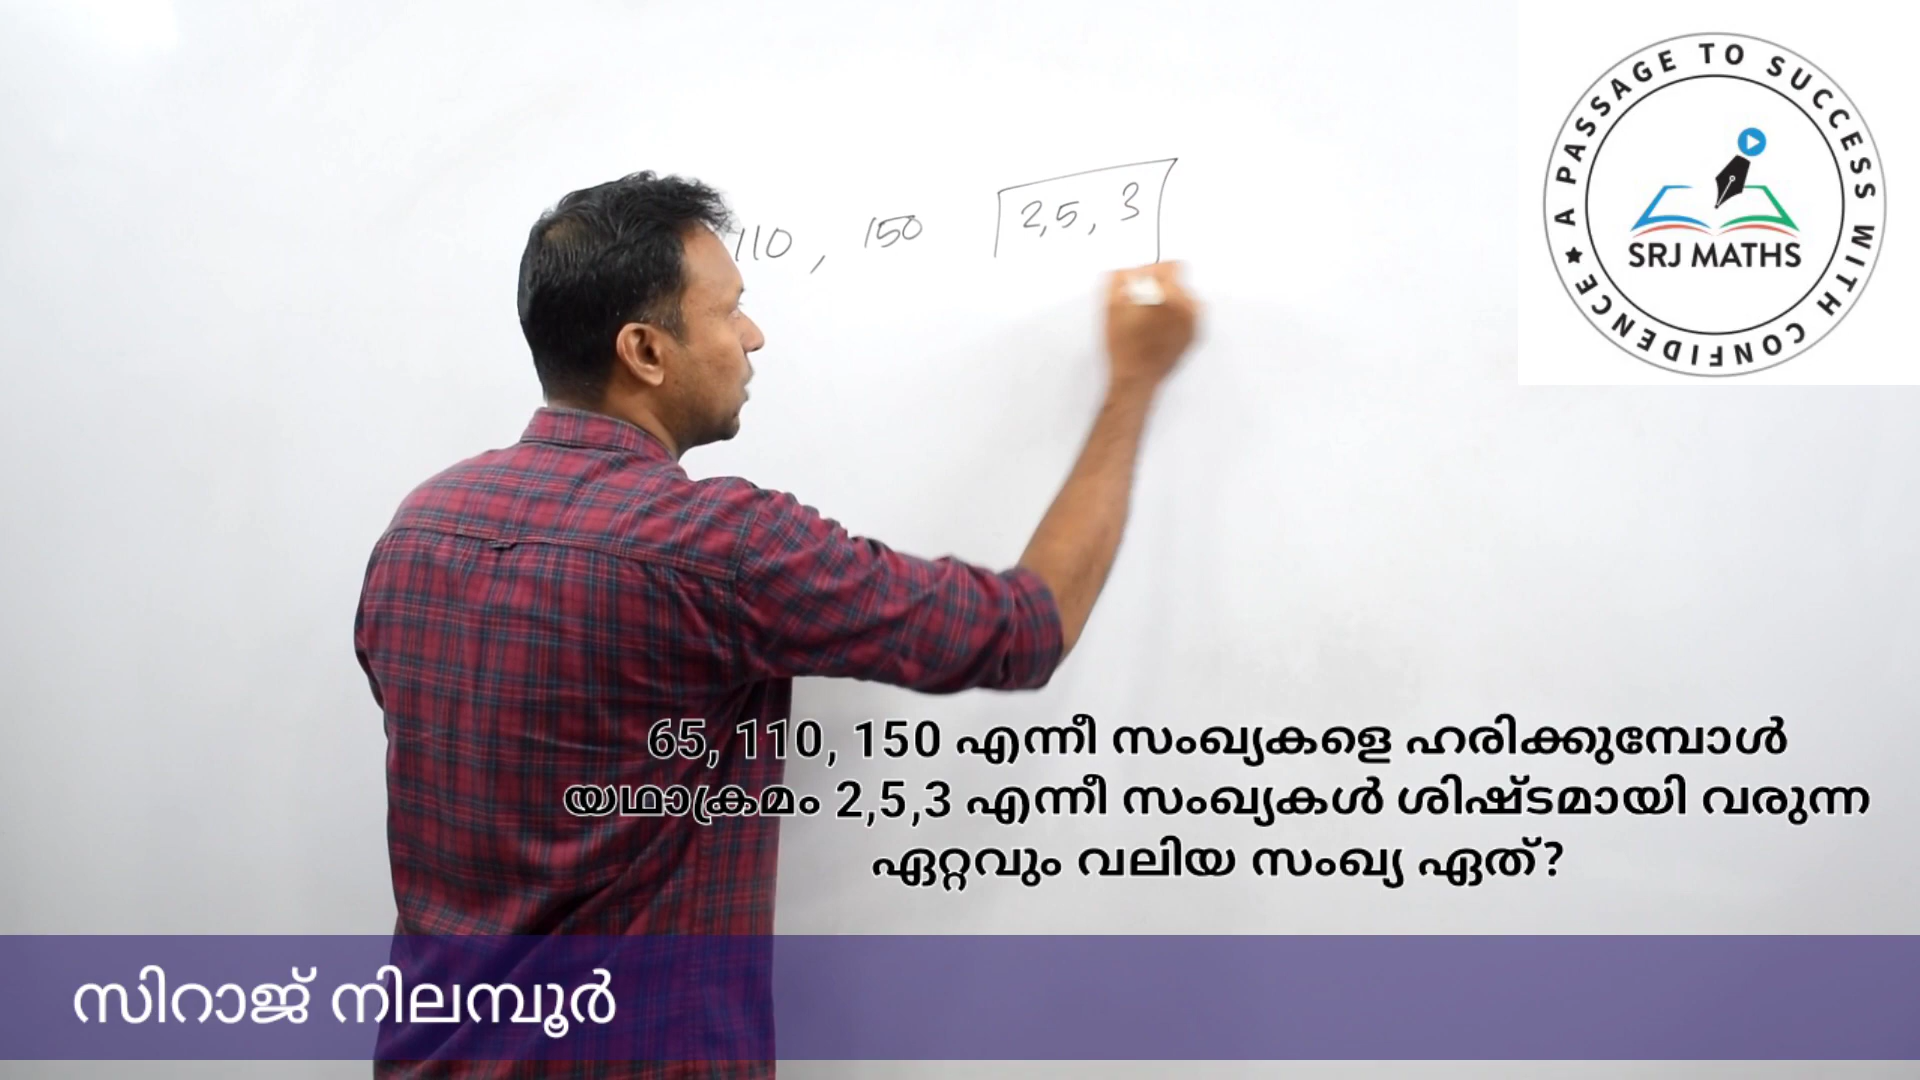 110, 150 2,5, 3
A PASSAGE TO SUCCESS WITH CONFIDENCE ★
SRJ MATHS
65, 110, 150 എന്നീ സംഖ്യകളെ ഹരിക്കുമ്പോൾ
യഥാക്രമം 2,5,3 എന്നീ സംഖ്യകൾ ശിഷ്ടമായി വരുന്ന
ഏറ്റവും വലിയ സംഖ്യ ഏത്?
സിറാജ് നിലമ്പൂർ